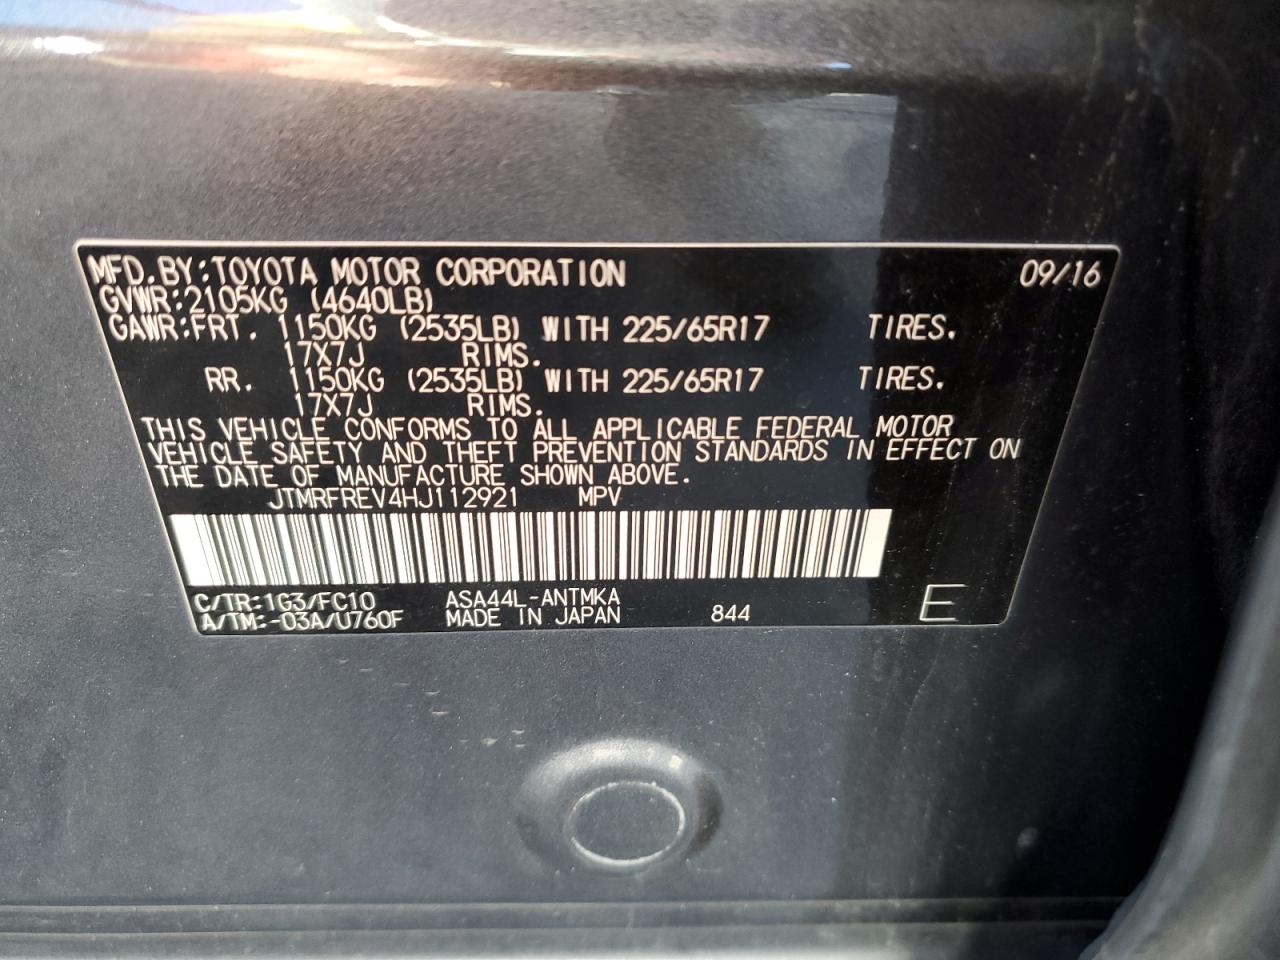 MFD.BY:TOYOTA MOTOR CORPORATION 09/16
GVWR:2105KG (4640LB)
GAWR:FRT. 1150KG (2535LB) WITH 225/65R17 TIRES.
17X7J RIMS.
RR. 1150KG (2535LB) WITH 225/65R17 TIRES.
17X7J RIMS.
THIS VEHICLE CONFORMS TO ALL APPLICABLE FEDERAL MOTOR
VEHICLE SAFETY AND THEFT PREVENTION STANDARDS IN EFFECT ON
THE DATE OF MANUFACTURE SHOWN ABOVE.
JTMRFREV4HJ112921 MPV
C/TR:1G3/FC10 ASA44L-ANTMKA
A/TM:-03A/U760F MADE IN JAPAN 844 E